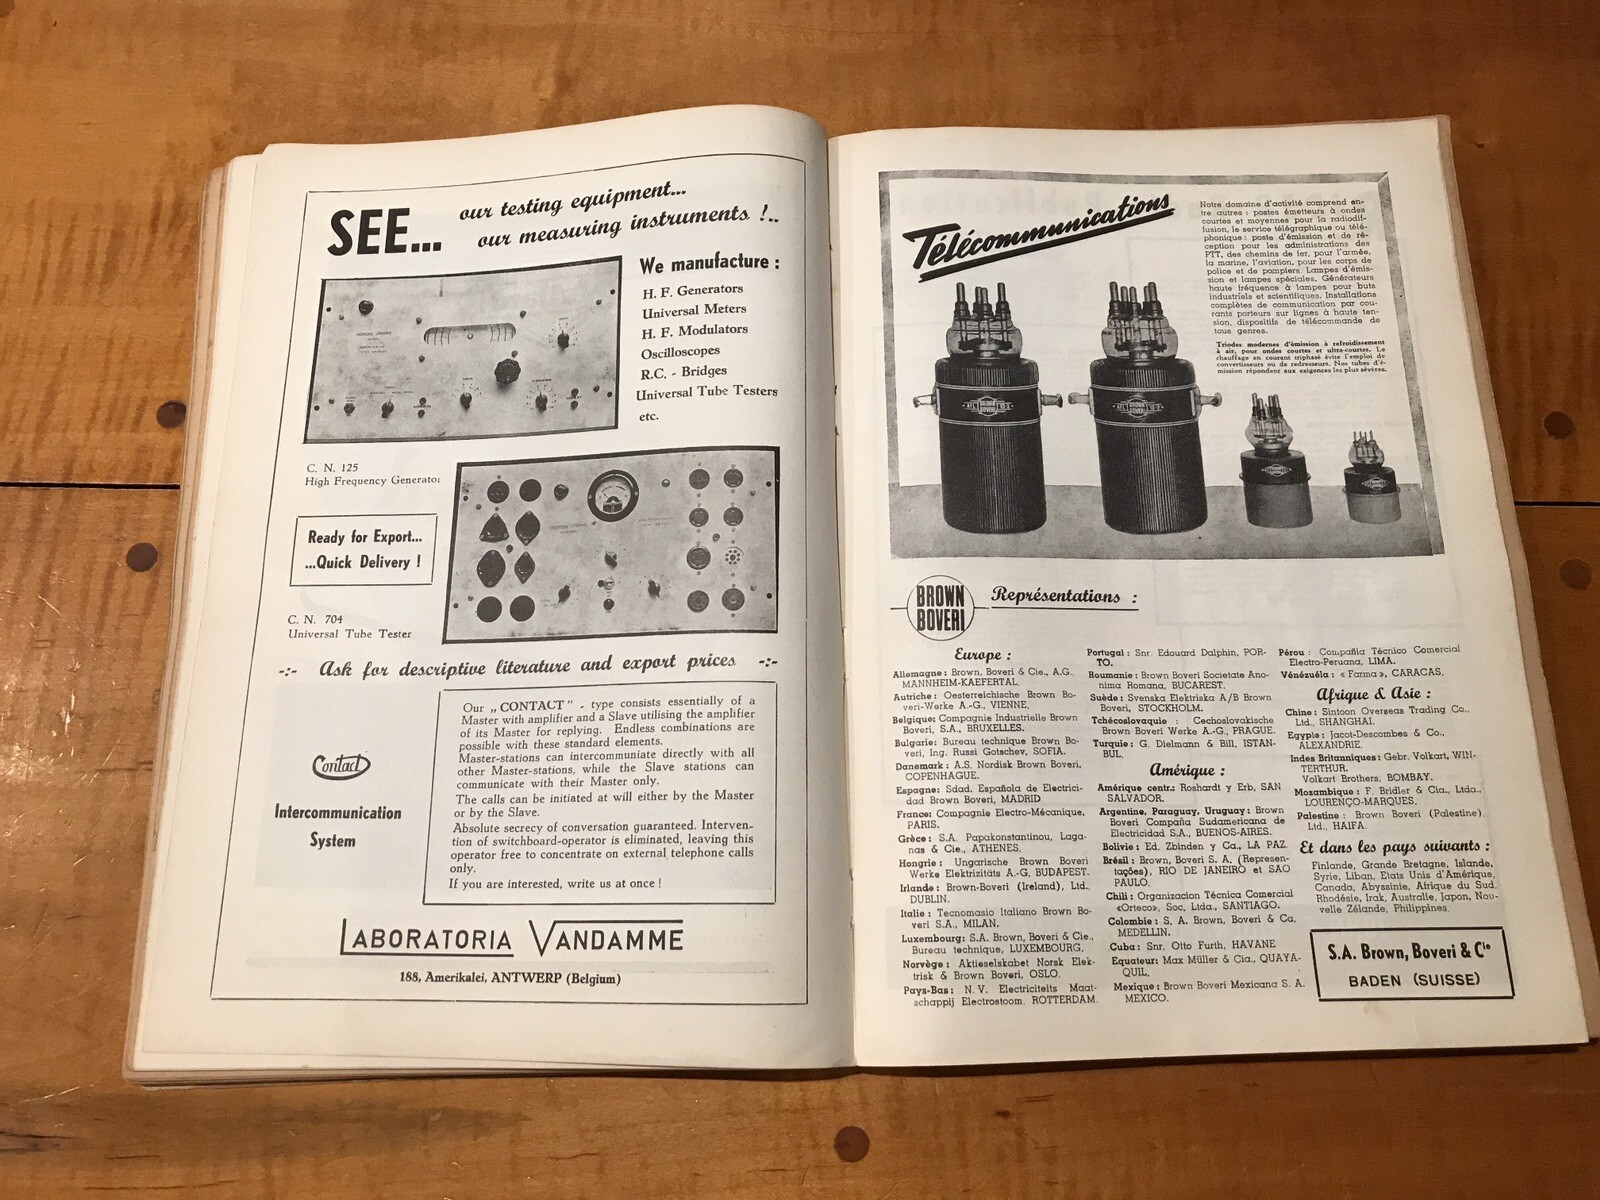 SEE...
our testing equipment...
our measuring instruments !..
We manufacture :
H. F. Generators
Universal Meters
H. F. Modulators
Oscilloscopes
R.C. - Bridges
Universal Tube Testers
etc.
C. N. 125
High Frequency Generator
Ready for Export...
...Quick Delivery !
C. N. 704
Universal Tube Tester
-:- Ask for descriptive literature and export prices -:-
Contact
Intercommunication
System
Our „CONTACT" - type consists essentially of a
Master with amplifier and a Slave utilising the amplifier
of its Master for replying. Endless combinations are
possible with these standard elements.
Master-stations can intercommunicate directly with all
other Master-stations, while the Slave stations can
communicate with their Master only.
The calls can be initiated at will either by the Master
or by the Slave.
Absolute secrecy of conversation guaranteed. Interven-
tion of switchboard-operator is eliminated, leaving this
operator free to concentrate on external telephone calls
only.
If you are interested, write us at once !
LABORATORIA VANDAMME
188, Amerikalei, ANTWERP (Belgium)
Télécommunications
Notre domaine d'activité comprend en-
tre autres : postes émetteurs à ondes
courtes et moyennes pour la radiodif-
fusion, le service télégraphique ou télé-
phonique : poste d'émission et de ré-
ception pour les administrations des
PTT, des chemins de fer, pour l'armée,
la marine, l'aviation, pour les corps de
police et de pompiers. Lampes d'émis-
sion et lampes spéciales. Générateurs
haute fréquence à lampes pour buts
industriels et scientifiques. Installations
complètes de communication par cou-
rants porteurs sur lignes à haute ten-
sion, dispositifs de télécommande de
tous genres.
Triodes modernes d'émission à refroidissement
à air, pour ondes courtes et ultra-courtes. Le
chauffage en courant triphasé évite l'emploi de
convertisseurs ou de redresseurs. Nos tubes d'é-
mission répondent aux exigences les plus sévères.
BROWN
BOVERI
BROWN
BOVERI
BROWN
BOVERI
Représentations :
Europe :
Allemagne : Brown, Boveri & Cie., A.G.,
MANNHEIM-KAEFERTAL.
Autriche : Oesterreichische Brown Bo-
veri-Werke A.-G., VIENNE.
Belgique: Compagnie Industrielle Brown
Boveri, S.A., BRUXELLES.
Bulgarie: Bureau technique Brown Bo-
veri, Ing. Russi Gotschev, SOFIA.
Danemark : A.S. Nordisk Brown Boveri,
COPENHAGUE.
Espagne: Sdad. Española de Electrici-
dad Brown Boveri, MADRID
France: Compagnie Electro-Mécanique,
PARIS.
Grèce : S.A. Papakonstantinou, Laga-
nas & Cie., ATHENES.
Hongrie : Ungarische Brown Boveri
Werke Elektrizitäts A.-G. BUDAPEST.
Irlande : Brown-Boveri (Ireland), Ltd.,
DUBLIN.
Italie : Tecnomasio Italiano Brown Bo-
veri S.A., MILAN.
Luxembourg: S.A. Brown, Boveri & Cie.,
Bureau technique, LUXEMBOURG.
Norvège : Aktieselskabet Norsk Elek-
trisk & Brown Boveri, OSLO.
Pays-Bas : N.V. Electriciteits Maat-
schappij Electrostoom, ROTTERDAM.
Portugal : Snr. Edouard Dalphin, POR-
TO.
Roumanie : Brown Boveri Societate Ano-
nima Romana, BUCAREST.
Suède : Svenska Elektriska A/B Brown
Boveri, STOCKHOLM.
Tchécoslovaquie : Cechoslovakische
Brown Boveri Werke A.-G., PRAGUE.
Turquie : G. Dielmann & Bill, ISTAN-
BUL.
Amérique :
Amérique centr.: Roshardt y Erb, SAN
SALVADOR.
Argentine, Paraguay, Uruguay : Brown
Boveri Compañía Sudamericana de
Electricidad S.A., BUENOS-AIRES.
Bolivie : Ed. Zbinden y Ca., LA PAZ.
Brésil : Brown, Boveri S. A. (Represen-
tações), RIO DE JANEIRO et SAO
PAULO.
Chili : Organizacion Técnica Comercial
«Orteco», Soc. Ltda., SANTIAGO.
Colombie : S. A. Brown, Boveri & Ca,
MEDELLIN.
Cuba : Snr. Otto Furth, HAVANE
Equateur: Max Müller & Cia., QUAYA-
QUIL.
Mexique : Brown Boveri Mexicana S. A.
MEXICO.
Pérou : Compañia Técnico Comercial
Electro-Peruana, LIMA.
Vénézuéla : « Farma », CARACAS.
Afrique & Asie :
Chine : Sintoon Overseas Trading Co.,
Ltd., SHANGHAI.
Egypte : Jacot-Descombes & Co.,
ALEXANDRIE.
Indes Britanniques : Gebr. Volkart, WIN-
TERTHUR.
Volkart Brothers, BOMBAY.
Mozambique : F. Bridler & Cia., Ltda.,
LOURENÇO-MARQUES.
Palestine : Brown Boveri (Palestine),
Ltd., HAIFA.
Et dans les pays suivants :
Finlande, Grande Bretagne, Islande,
Syrie, Liban, Etats Unis d'Amérique,
Canada, Abyssinie, Afrique du Sud,
Rhodésie, Irak, Australie, Japon, Nou-
velle Zélande, Philippines.
S.A. Brown, Boveri & Cie
BADEN (SUISSE)